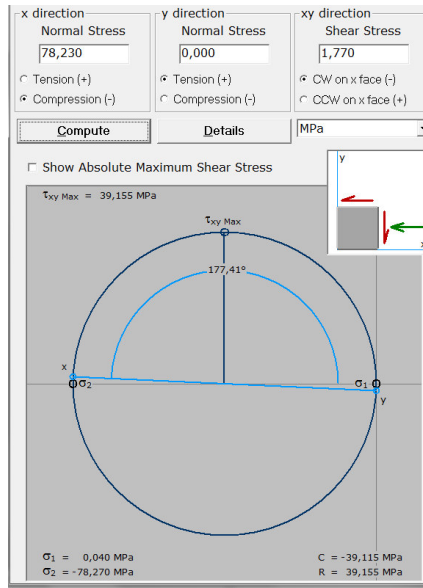 x direction
y direction
xy direction
Normal Stress
Normal Stress
Shear Stress
78,230
0,000
1,770
Tension (+)
Tension (+)
CW on x face (-)
Compression (-)
Compression (-)
CCW on x face (+)
Compute
Details
MPa
Show Absolute Maximum Shear Stress
y
x
τxy Max = 39,155 MPa
τxy Max
177,41°
x
σ2
σ1
y
σ1 = 0,040 MPa
C = -39,115 MPa
σ2 = -78,270 MPa
R = 39,155 MPa